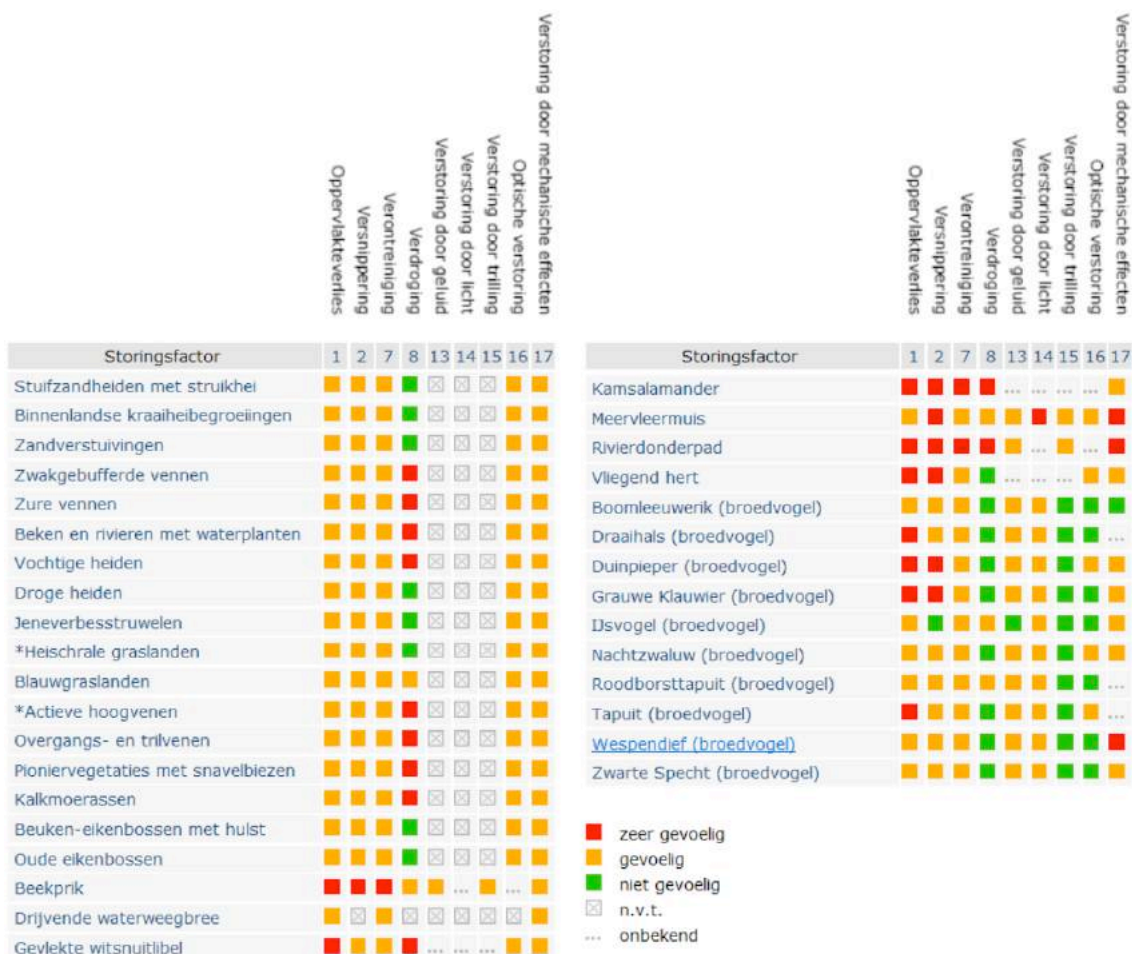 Oppervlakteverlies
Versnippering
Verontreiniging
Verdroging
Verstoring door geluid
Verstoring door licht
Verstoring door trilling
Optische verstoring
Verstoring door mechanische effecten
Storingsfactor 1 2 7 8 13 14 15 16 17
Stuifzandheiden met struikhei
Binnenlandse kraaiheibegroeiingen
Zandverstuivingen
Zwakgebufferde vennen
Zure vennen
Beken en rivieren met waterplanten
Vochtige heiden
Droge heiden
Jeneverbesstruwelen
*Heischrale graslanden
Blauwgraslanden
*Actieve hoogvenen
Overgangs- en trilvenen
Pioniervegetaties met snavelbiezen
Kalkmoerassen
Beuken-eikenbossen met hulst
Oude eikenbossen
Beekprik ... ...
Drijvende waterweegbree
Gevlekte witsnuitlibel ... ... ...
Oppervlakteverlies
Versnippering
Verontreiniging
Verdroging
Verstoring door geluid
Verstoring door licht
Verstoring door trilling
Optische verstoring
Verstoring door mechanische effecten
Storingsfactor 1 2 7 8 13 14 15 16 17
Kamsalamander ... ... ... ...
Meervleermuis
Rivierdonderpad ... ...
Vliegend hert ... ... ...
Boomleeuwerik (broedvogel)
Draaihals (broedvogel) ...
Duinpieper (broedvogel)
Grauwe Klauwier (broedvogel)
IJsvogel (broedvogel)
Nachtzwaluw (broedvogel)
Roodborsttapuit (broedvogel) ...
Tapuit (broedvogel) ...
Wespendief (broedvogel)
Zwarte Specht (broedvogel)
zeer gevoelig
gevoelig
niet gevoelig
n.v.t.
... onbekend